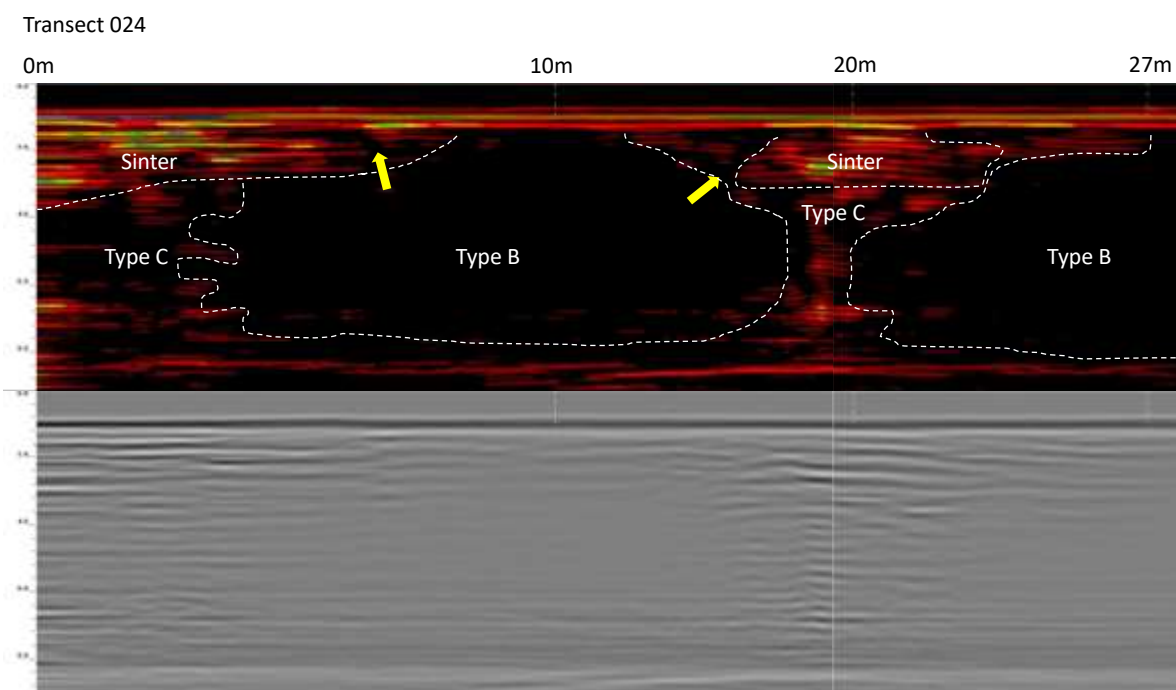 Transect 024
0m 10m 20m 27m
Sinter Sinter
Type C
Type C Type B Type B